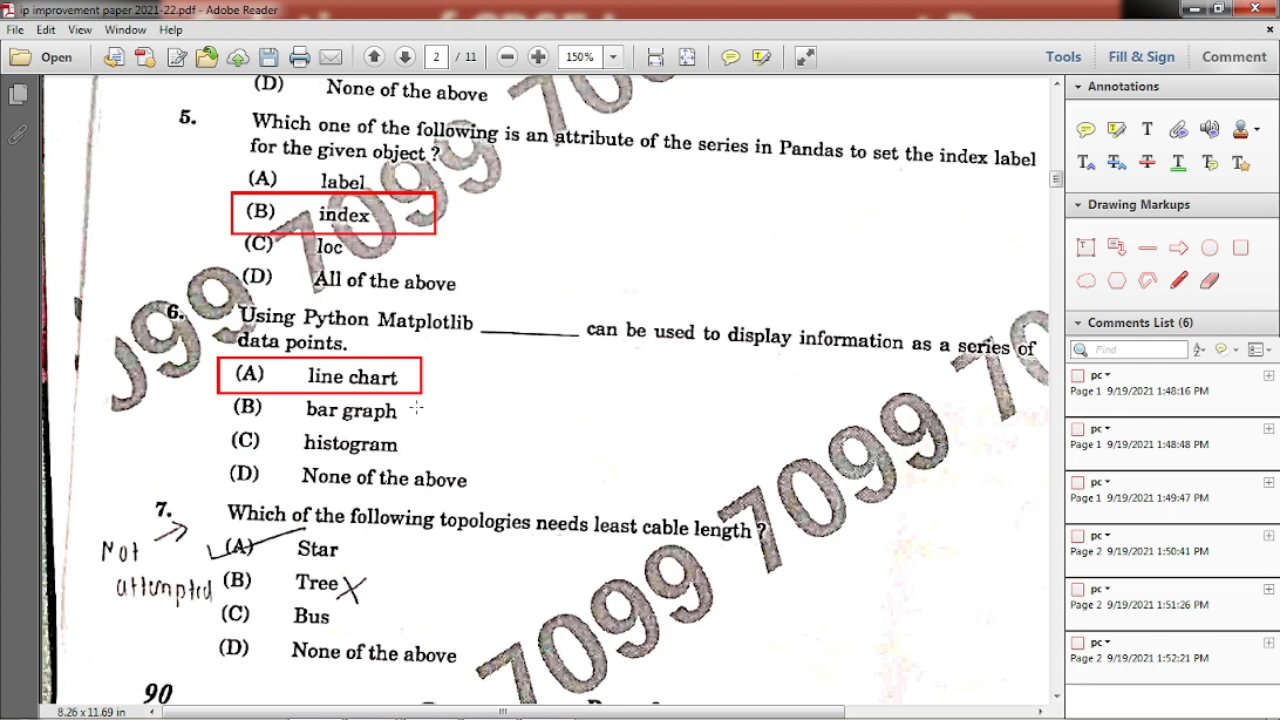 ip improvement paper 2021-22.pdf - Adobe Reader
File Edit View Window Help
Open 2 / 11 150% Tools Fill & Sign Comment
(D) None of the above
5. Which one of the following is an attribute of the series in Pandas to set the index label
for the given object ?
(A) label
(B) index
(C) loc
(D) All of the above
6. Using Python Matplotlib ________ can be used to display information as a series of
data points.
(A) line chart
(B) bar graph
(C) histogram
(D) None of the above
7. Which of the following topologies needs least cable length ?
Not
attempted
(A) Star
(B) Tree
(C) Bus
(D) None of the above
90
7099 7099
7099 7099
8.26 x 11.69 in
Annotations
Drawing Markups
Comments List (6)
Find
pc
Page 1 9/19/2021 1:48:16 PM
pc
Page 1 9/19/2021 1:48:48 PM
pc
Page 1 9/19/2021 1:49:47 PM
pc
Page 2 9/19/2021 1:50:41 PM
pc
Page 2 9/19/2021 1:51:26 PM
pc
Page 2 9/19/2021 1:52:21 PM